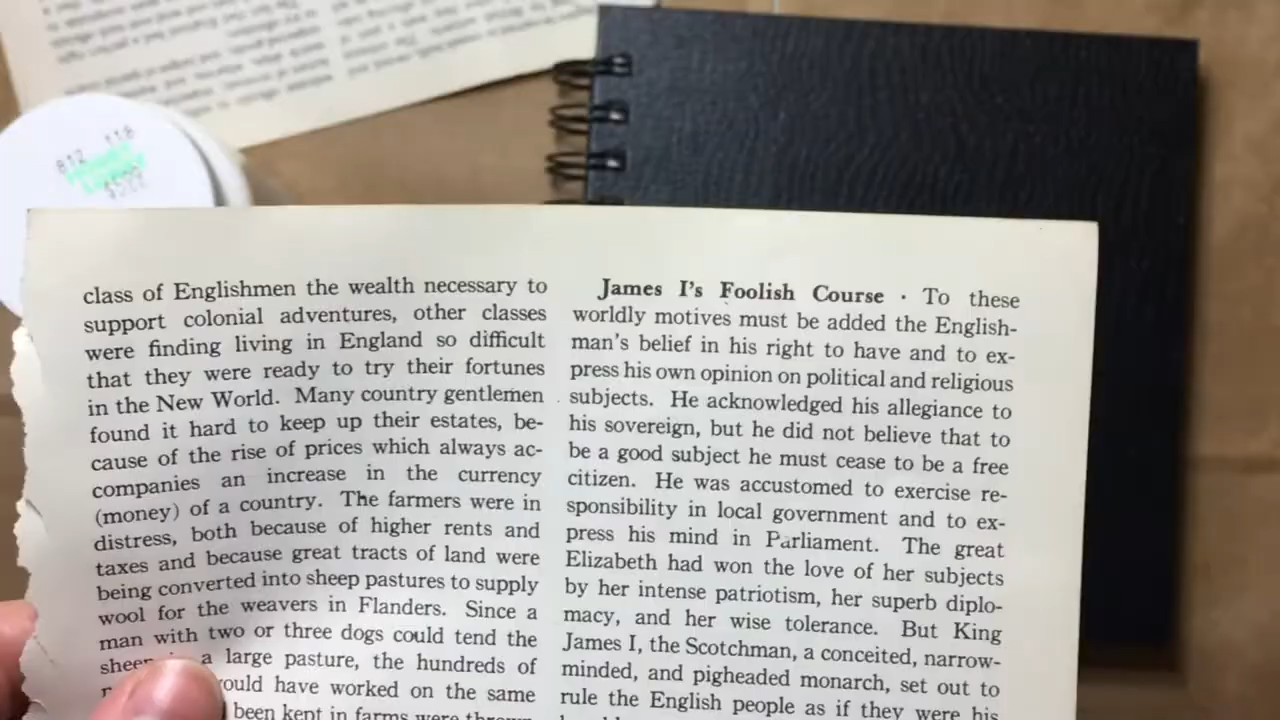 class of Englishmen the wealth necessary to
support colonial adventures, other classes
were finding living in England so difficult
that they were ready to try their fortunes
in the New World. Many country gentlemen
found it hard to keep up their estates, be-
cause of the rise of prices which always ac-
companies an increase in the currency
(money) of a country. The farmers were in
distress, both because of higher rents and
taxes and because great tracts of land were
being converted into sheep pastures to supply
wool for the weavers in Flanders. Since a
man with two or three dogs could tend the
a large pasture, the hundreds of
would have worked on the same
been kept in farms were
James I's Foolish Course · To these
worldly motives must be added the English-
man's belief in his right to have and to ex-
press his own opinion on political and religious
subjects. He acknowledged his allegiance to
his sovereign, but he did not believe that to
be a good subject he must cease to be a free
citizen. He was accustomed to exercise re-
sponsibility in local government and to ex-
press his mind in Parliament. The great
Elizabeth had won the love of her subjects
by her intense patriotism, her superb diplo-
macy, and her wise tolerance. But King
James I, the Scotchman, a conceited, narrow-
minded, and pigheaded monarch, set out to
rule the English people as if they were his
812 118